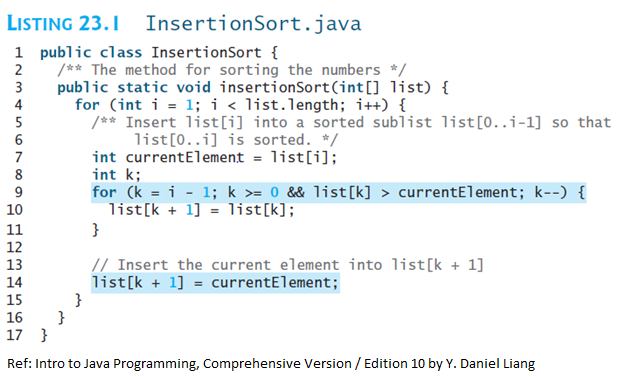 LISTING 23.1 InsertionSort.java
1 public class InsertionSort {
2   /** The method for sorting the numbers */
3   public static void insertionSort(int[] list) {
4     for (int i = 1; i < list.length; i++) {
5       /** Insert list[i] into a sorted sublist list[0..i-1] so that
6            list[0..i] is sorted. */
7       int currentElement = list[i];
8       int k;
9       for (k = i - 1; k >= 0 && list[k] > currentElement; k--) {
10         list[k + 1] = list[k];
11       }
12
13       // Insert the current element into list[k + 1]
14       list[k + 1] = currentElement;
15     }
16   }
17 }
Ref: Intro to Java Programming, Comprehensive Version / Edition 10 by Y. Daniel Liang